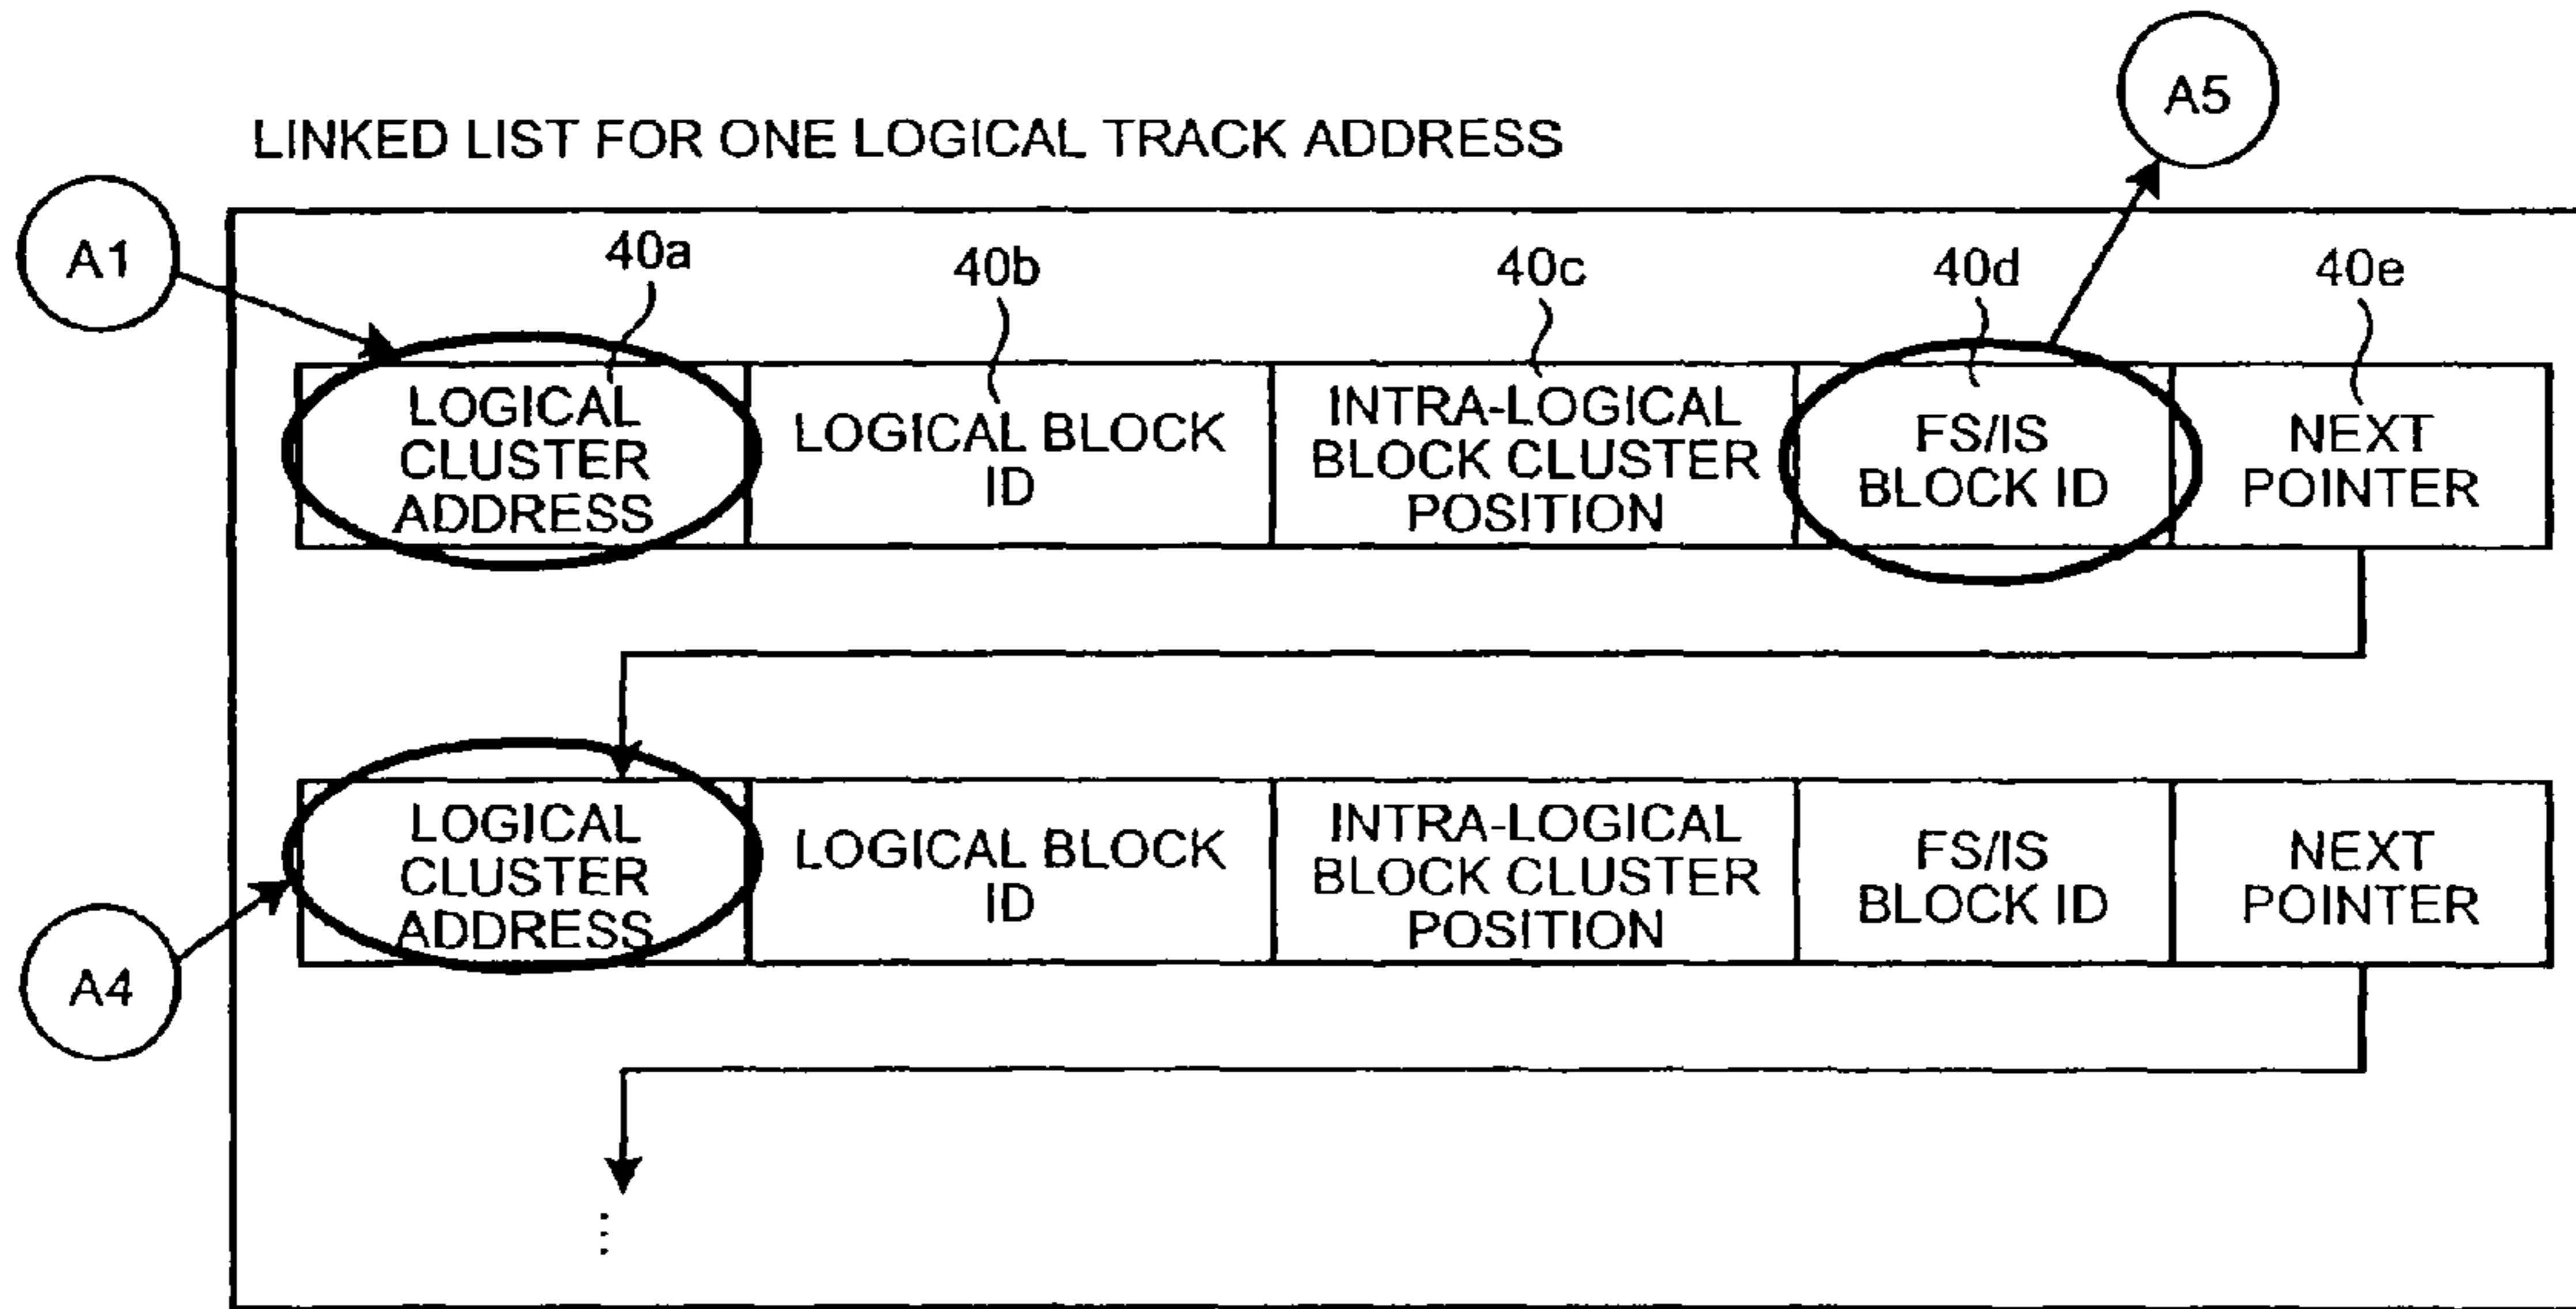 A5
LINKED LIST FOR ONE LOGICAL TRACK ADDRESS
A1
40a
40b
40c
40d
40e
LOGICAL
CLUSTER
ADDRESS
LOGICAL BLOCK
ID
INTRA-LOGICAL
BLOCK CLUSTER
POSITION
FS/IS
BLOCK ID
NEXT
POINTER
LOGICAL
CLUSTER
ADDRESS
LOGICAL BLOCK
ID
INTRA-LOGICAL
BLOCK CLUSTER
POSITION
FS/IS
BLOCK ID
NEXT
POINTER
A4
⋮